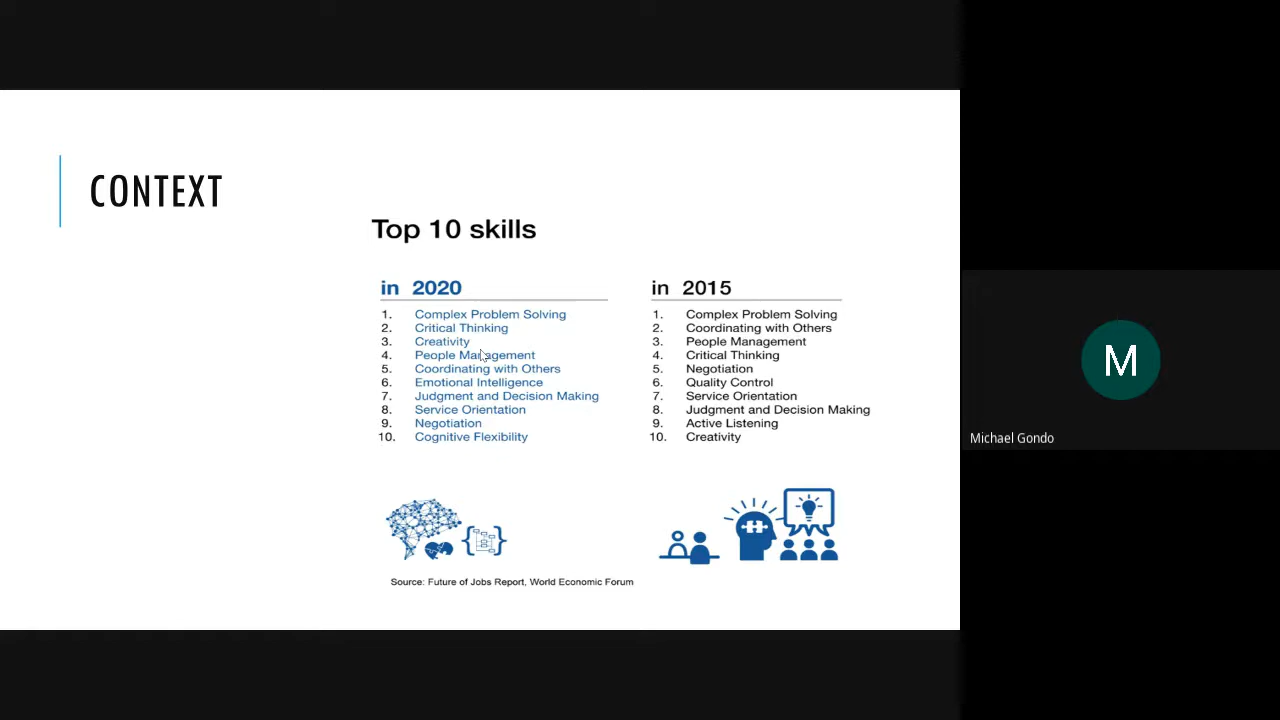 CONTEXT
Top 10 skills
in 2020
1. Complex Problem Solving
2. Critical Thinking
3. Creativity
4. People Management
5. Coordinating with Others
6. Emotional Intelligence
7. Judgment and Decision Making
8. Service Orientation
9. Negotiation
10. Cognitive Flexibility
in 2015
1. Complex Problem Solving
2. Coordinating with Others
3. People Management
4. Critical Thinking
5. Negotiation
6. Quality Control
7. Service Orientation
8. Judgment and Decision Making
9. Active Listening
10. Creativity
Source: Future of Jobs Report, World Economic Forum
M
Michael Gondo